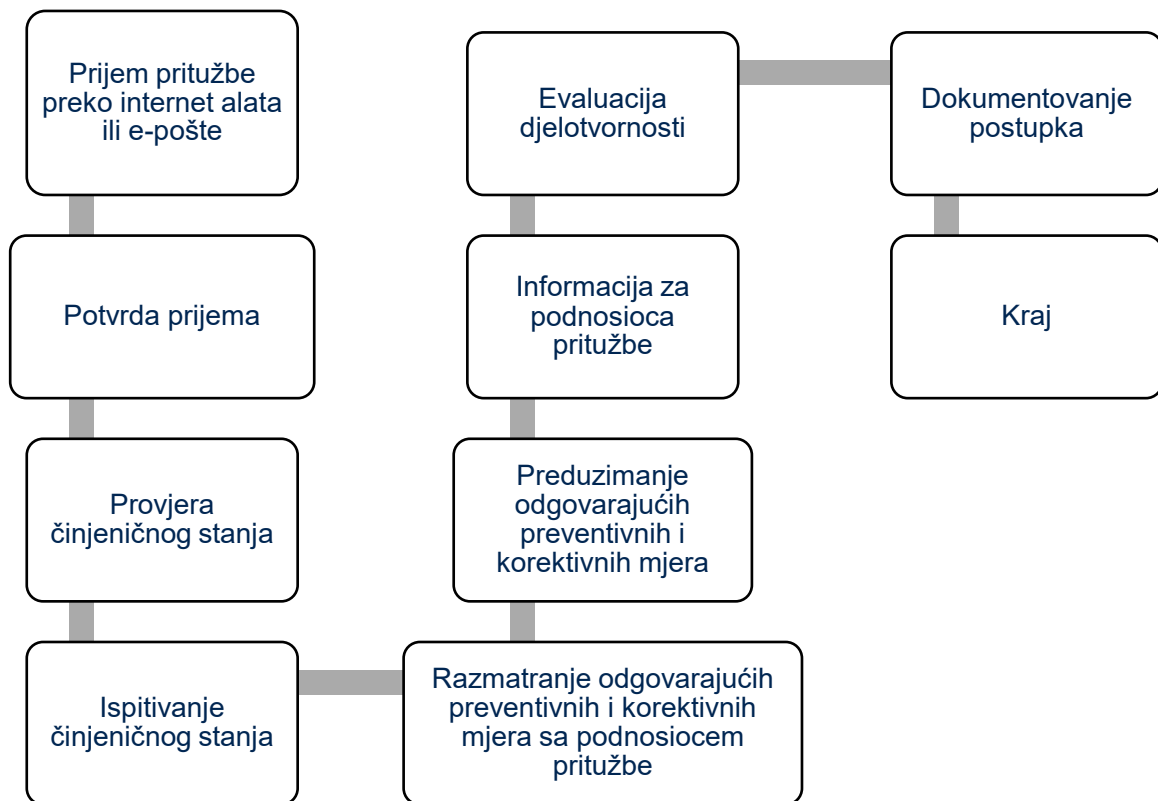 Prijem pritužbe
preko internet alata
ili e-pošte
Potvrda prijema
Provjera
činjeničnog stanja
Ispitivanje
činjeničnog stanja
Razmatranje odgovarajućih
preventivnih i korektivnih
mjera sa podnosiocem
pritužbe
Preduzimanje
odgovarajućih
preventivnih i
korektivnih mjera
Informacija za
podnosioca
pritužbe
Evaluacija
djelotvornosti
Dokumentovanje
postupka
Kraj